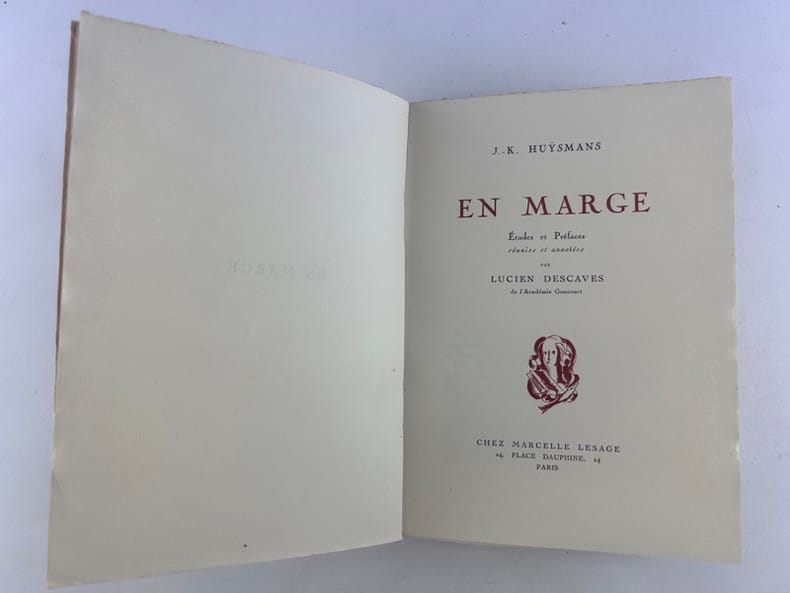 EN MARGE
J.-K. HUŸSMANS
EN MARGE
Études et Préfaces
réunies et annotées
PAR
LUCIEN DESCAVES
de l'Académie Goncourt
CHEZ MARCELLE LESAGE
24, PLACE DAUPHINE, 24
PARIS